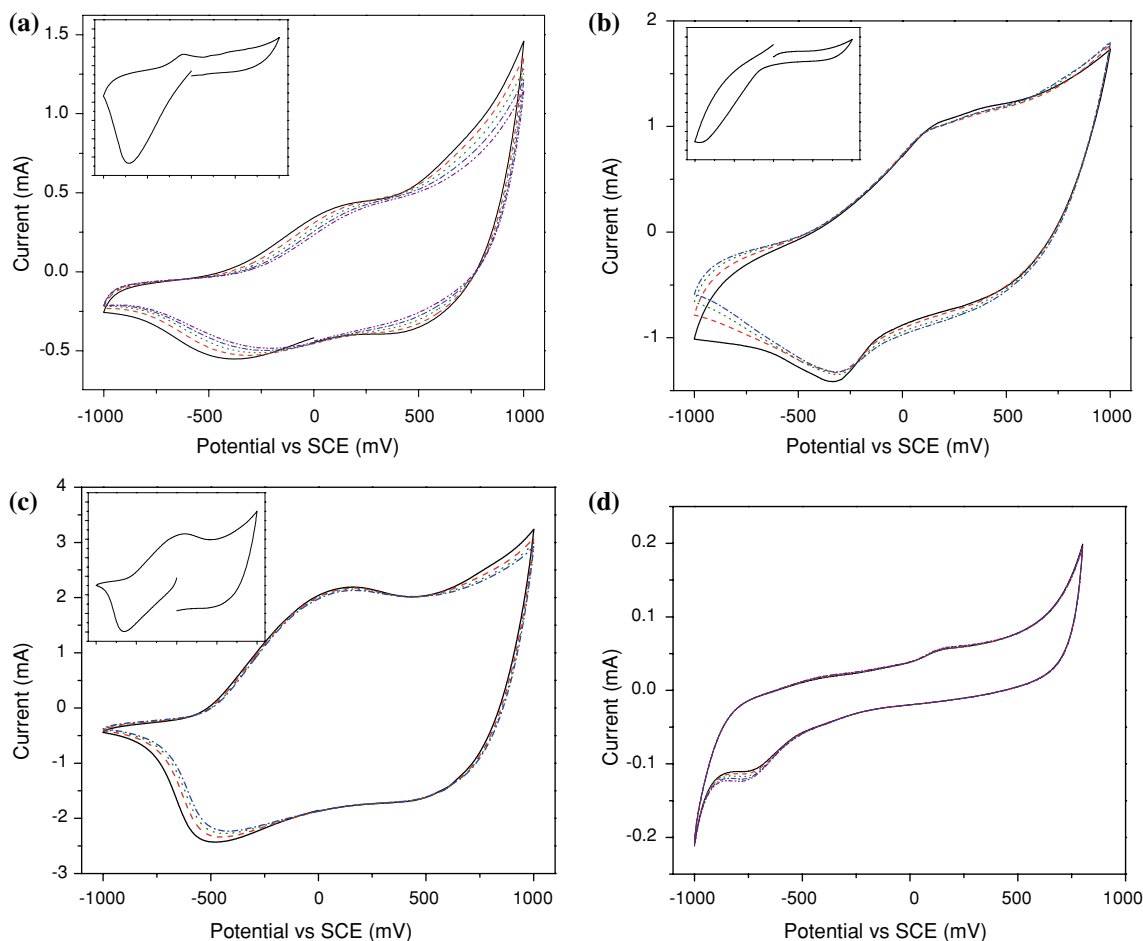 (a)
1.5
1.0
0.5
0.0
-0.5
Current (mA)
-1000 -500 0 500 1000
Potential vs SCE (mV)
(b)
2
1
0
-1
Current (mA)
-1000 -500 0 500 1000
Potential vs SCE (mV)
(c)
4
3
2
1
0
-1
-2
-3
Current (mA)
-1000 -500 0 500 1000
Potential vs SCE (mV)
(d)
0.2
0.1
0.0
-0.1
-0.2
Current (mA)
-1000 -500 0 500 1000
Potential vs SCE (mV)